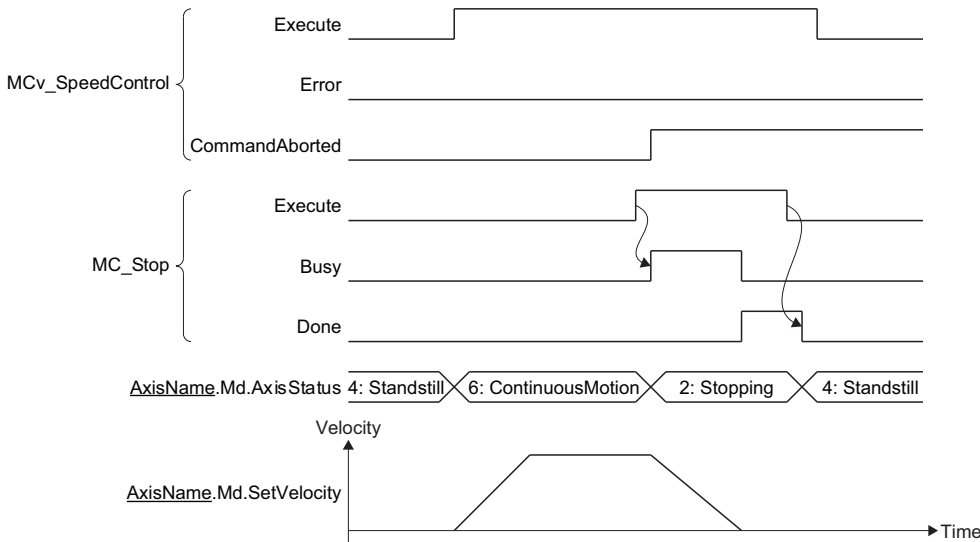 Execute
MCv_SpeedControl
Error
CommandAborted
Execute
MC_Stop
Busy
Done
AxisName.Md.AxisStatus
4: Standstill
6: ContinuousMotion
2: Stopping
4: Standstill
Velocity
AxisName.Md.SetVelocity
Time